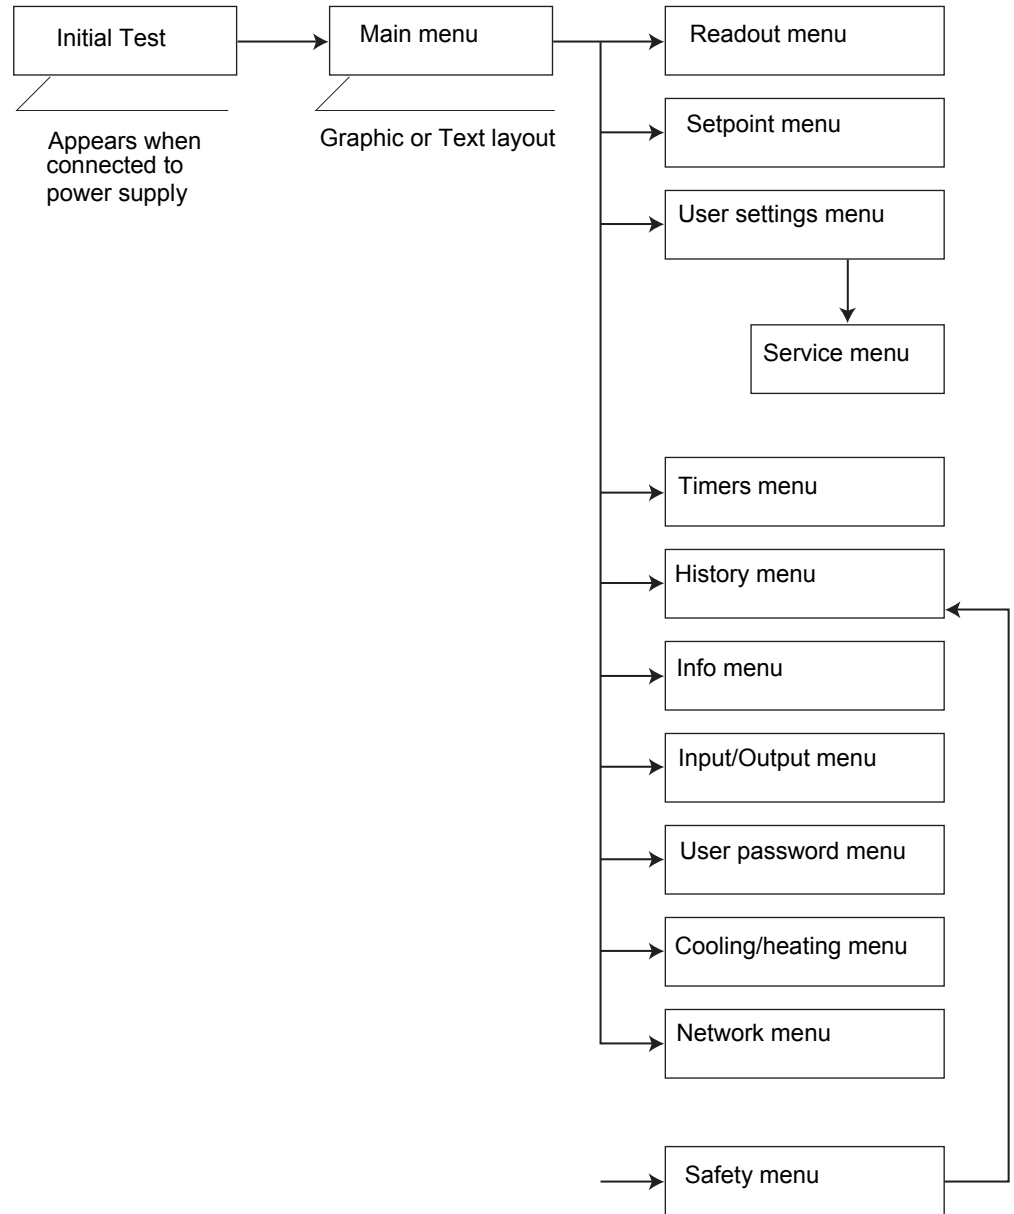 Initial Test
Main menu
Readout menu
Appears when
connected to
power supply
Graphic or Text layout
Setpoint menu
User settings menu
Service menu
Timers menu
History menu
Info menu
Input/Output menu
User password menu
Cooling/heating menu
Network menu
Safety menu